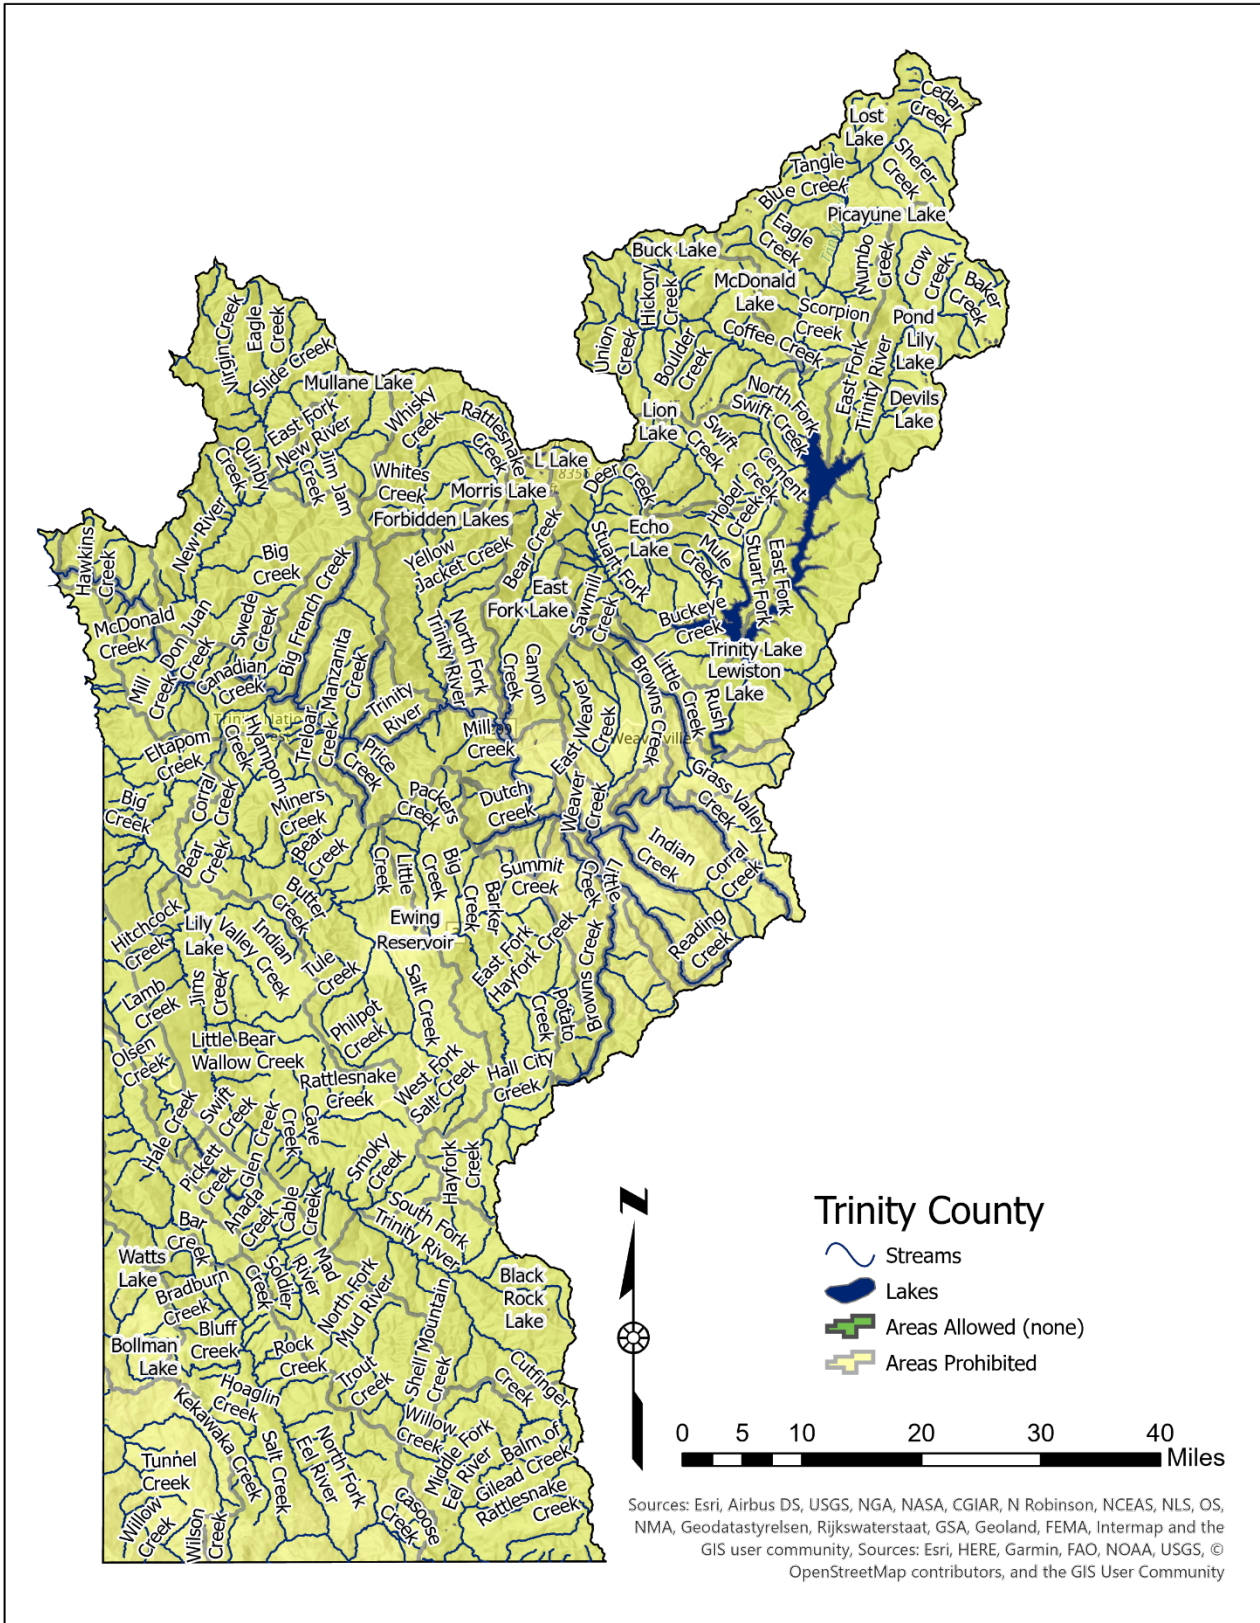 Cedar
Creek
Lost
Lake
Sherer
Creek
Tangle
Blue Creek
Picayune Lake
Eagle
Creek
Trinity
Buck Lake
Mumbo
Creek
Crow
Creek
Baker
Creek
Hickory
Creek
McDonald
Lake
Scorpion
Creek
Pond
Lily
Lake
Coffee Creek
Union
Creek
Boulder
Creek
East Fork
Trinity River
Virgin Creek
Eagle
Creek
Slide Creek
Mullane Lake
North Fork
Swift Creek
Devils
Lake
Whisky
Creek
Rattlesnake
Creek
Lion
Lake
Swift
Creek
East Fork
New River
Quinby
Creek
Jim Jam
Creek
L Lake
835
Deer
Creek
Cement
Creek
Whites
Creek
Morris Lake
Hobel
Creek
Forbidden Lakes
New River
Echo
Lake
Hawkins
Creek
Big
Creek
Yellow
Jacket Creek
Bear Creek
Stuart Fork
Mule
Creek
Stuart Fork
East Fork
Big French Creek
East
Fork Lake
Sawmill
Creek
Buckeye
Creek
McDonald
Creek
Don Juan
Creek
Swede
Creek
Trinity Lake
Lewiston
Lake
Manzanita
Creek
North Fork
Trinity River
Canyon
Creek
Little
Creek
Rush
Mill
Creek
Canadian
Creek
Browns Creek
Trinity
River
Trinity Natio
est
Mill
Creek
299
East Weaver
Creek
Weaverville
Eltapom
Creek
Hyampom
Creek
Treloar
Creek
Price
Creek
Grass Valley
Creek
Big
Creek
Corral
Creek
Miners
Creek
Packers
Creek
Dutch
Creek
Weaver
Creek
Indian
Creek
Corral
Creek
Bear
Creek
Bear
Creek
Little
Creek
Big
Creek
Summit
Creek
Little
Creek
Barker
Creek
Butter
Creek
Hitchcock
Creek
Lily
Lake
Indian
Valley Creek
Ewing
Reservoir
East Fork
Hayfork Creek
Reading
Creek
Browns Creek
Lamb
Creek
Jims
Creek
Tule
Creek
Salt Creek
Potato
Creek
Philpot
Creek
Olsen
Creek
Little Bear
Wallow Creek
Rattlesnake
Creek
West Fork
Salt Creek
Hall City
Creek
Hale Creek
Swift
Creek
Cave
Creek
Glen Creek
Pickett
Creek
Smoky
Creek
Hayfork
Creek
Anada
Creek
Cable
Creek
South Fork
Trinity River
Bar
Creek
Watts
Lake
Mad
River
Soldier
Creek
Black
Rock
Lake
Bradburn
Creek
North Fork
Mud River
Bluff
Creek
Bollman
Lake
Rock
Creek
Shell Mountain
Creek
Trout
Creek
Cutfinger
Creek
Hoaglin
Creek
Kekawaka Creek
Willow
Creek
Middle Fork
Eel River
Balm of
Gilead Creek
Tunnel
Creek
Salt Creek
North Fork
Eel River
Rattlesnake
Creek
Willow
Creek
Wilson
Creek
Casoose
Creek
Z
Trinity County
Streams
Lakes
Areas Allowed (none)
Areas Prohibited
0 5 10 20 30 40
Miles
Sources: Esri, Airbus DS, USGS, NGA, NASA, CGIAR, N Robinson, NCEAS, NLS, OS,
NMA, Geodatastyrelsen, Rijkswaterstaat, GSA, Geoland, FEMA, Intermap and the
GIS user community, Sources: Esri, HERE, Garmin, FAO, NOAA, USGS, ©
OpenStreetMap contributors, and the GIS User Community